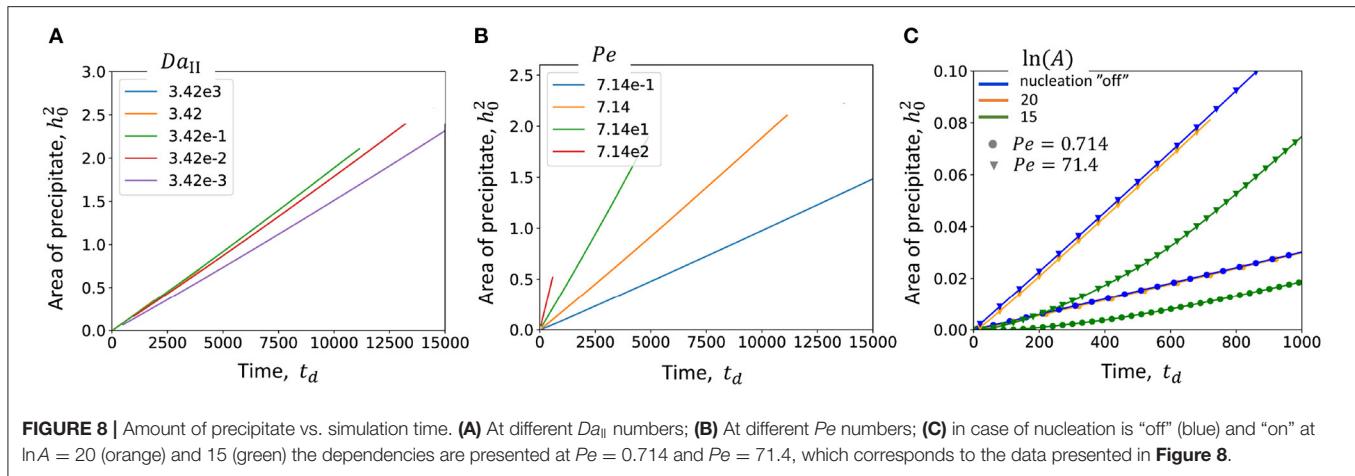 A
Da_II
3.42e3
3.42
3.42e-1
3.42e-2
3.42e-3
Area of precipitate, h_0^2
3.0
2.5
2.0
1.5
1.0
0.5
0.0
0 2500 5000 7500 10000 12500 15000
Time, t_d
B
Pe
7.14e-1
7.14
7.14e1
7.14e2
Area of precipitate, h_0^2
2.5
2.0
1.5
1.0
0.5
0.0
0 2500 5000 7500 10000 12500 15000
Time, t_d
C
ln(A)
nucleation "off"
20
15
Pe = 0.714
Pe = 71.4
Area of precipitate, h_0^2
0.10
0.08
0.06
0.04
0.02
0.00
0 200 400 600 800 1000
Time, t_d
FIGURE 8 | Amount of precipitate vs. simulation time. (A) At different Da_II numbers; (B) At different Pe numbers; (C) in case of nucleation is “off” (blue) and “on” at
ln A = 20 (orange) and 15 (green) the dependencies are presented at Pe = 0.714 and Pe = 71.4, which corresponds to the data presented in Figure 8.